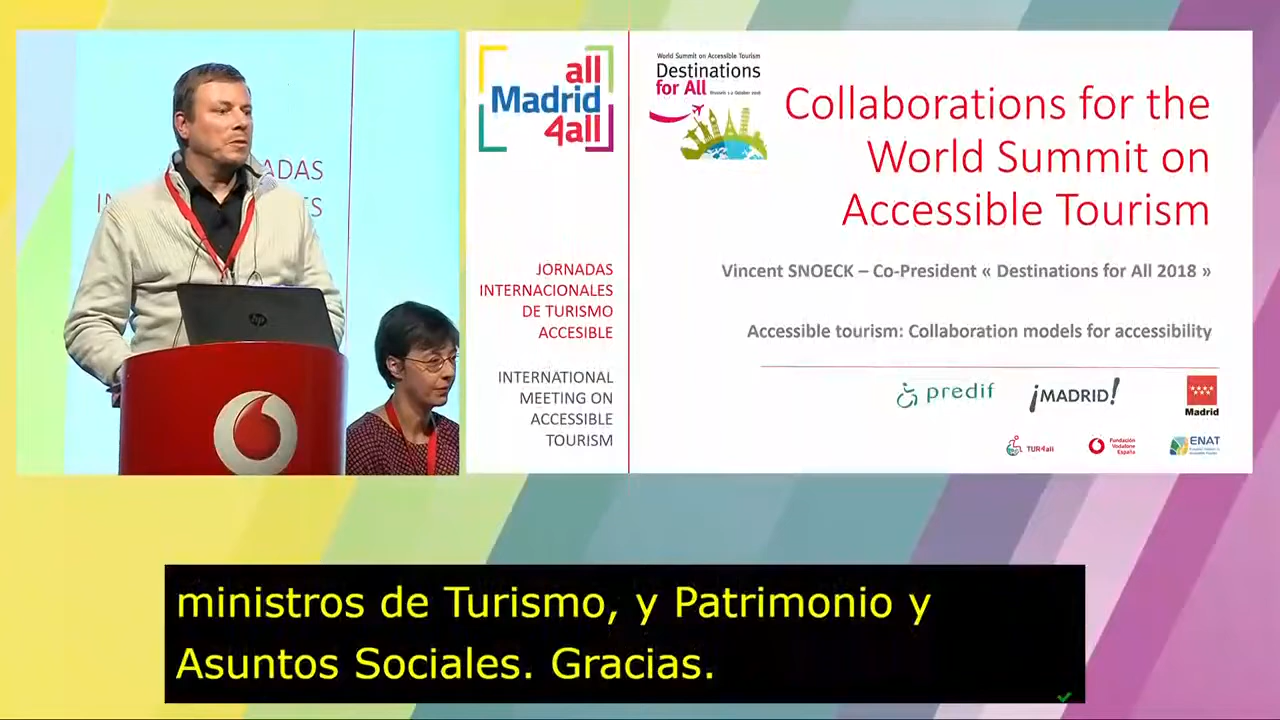 ADAS
all
Madrid
4all
JORNADAS
INTERNACIONALES
DE TURISMO
ACCESIBLE
INTERNATIONAL
MEETING ON
ACCESSIBLE
TOURISM
World Summit on Accessible Tourism
Destinations
for All
Collaborations for the
World Summit on
Accessible Tourism
Vincent SNOECK – Co-President « Destinations for All 2018 »
Accessible tourism: Collaboration models for accessibility
predif
¡MADRID!
Madrid
TUR4all
Fundación
Vodafone
España
ENAT
hp
ministros de Turismo, y Patrimonio y
Asuntos Sociales. Gracias.